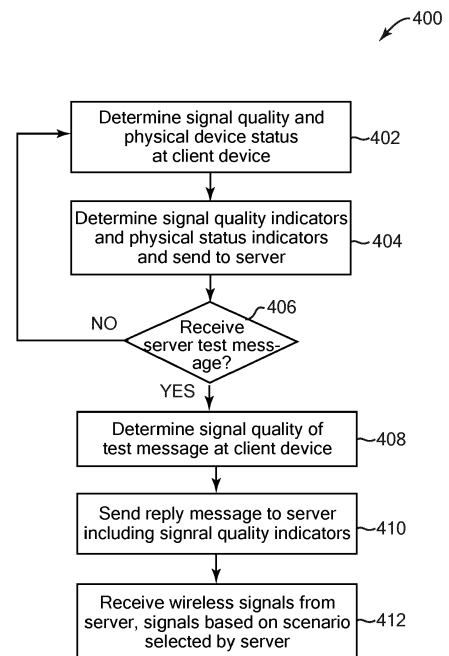 400
Determine signal quality and
physical device status
at client device
402
Determine signal quality indicators
and physical status indicators
and send to server
404
406
NO
Receive
server test mess-
age?
YES
Determine signal quality of
test message at client device
408
Send reply message to server
including signral quality indicators
410
Receive wireless signals from
server, signals based on scenario
selected by server
412